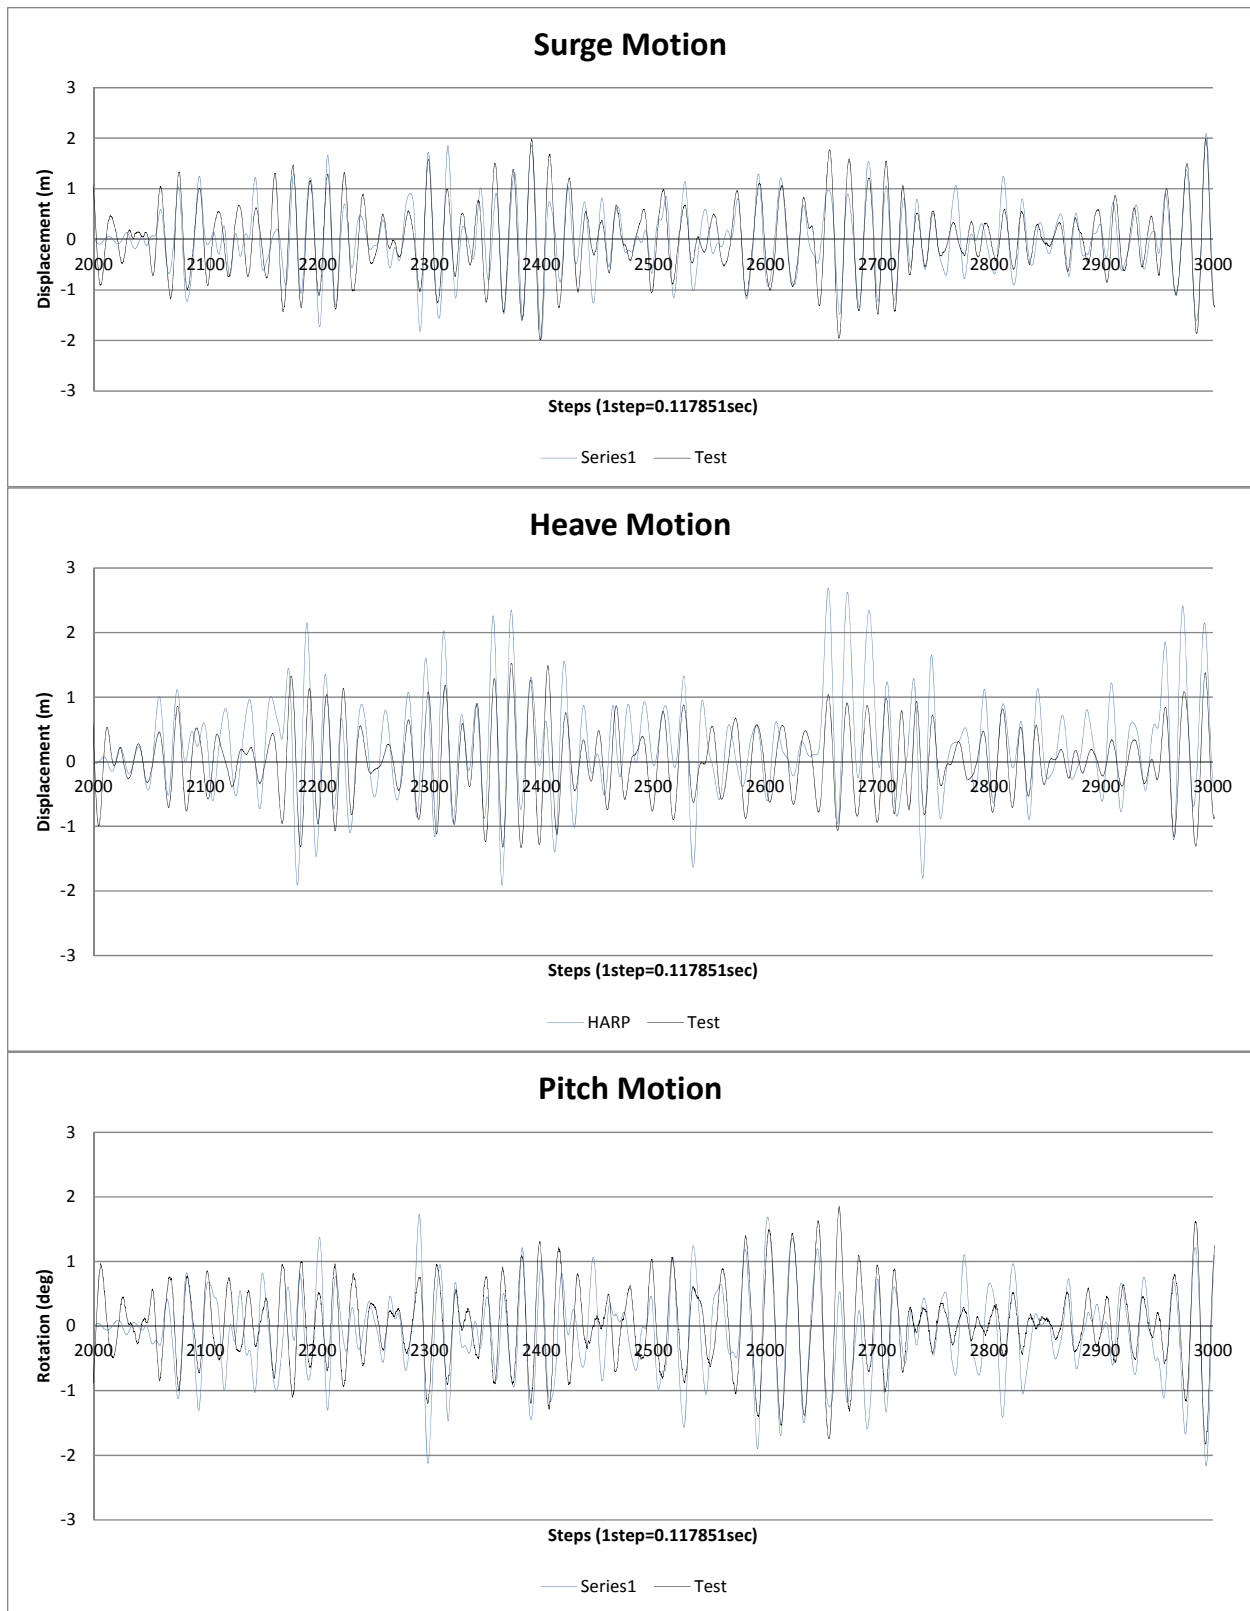 Surge Motion
3
2
1
0
-1
-2
-3
Displacement (m)
2000 2100 2200 2300 2400 2500 2600 2700 2800 2900 3000
Steps (1step=0.117851sec)
Series1 Test
Heave Motion
3
2
1
0
-1
-2
-3
Displacement (m)
2000 2100 2200 2300 2400 2500 2600 2700 2800 2900 3000
Steps (1step=0.117851sec)
HARP Test
Pitch Motion
3
2
1
0
-1
-2
-3
Rotation (deg)
2000 2100 2200 2300 2400 2500 2600 2700 2800 2900 3000
Steps (1step=0.117851sec)
Series1 Test